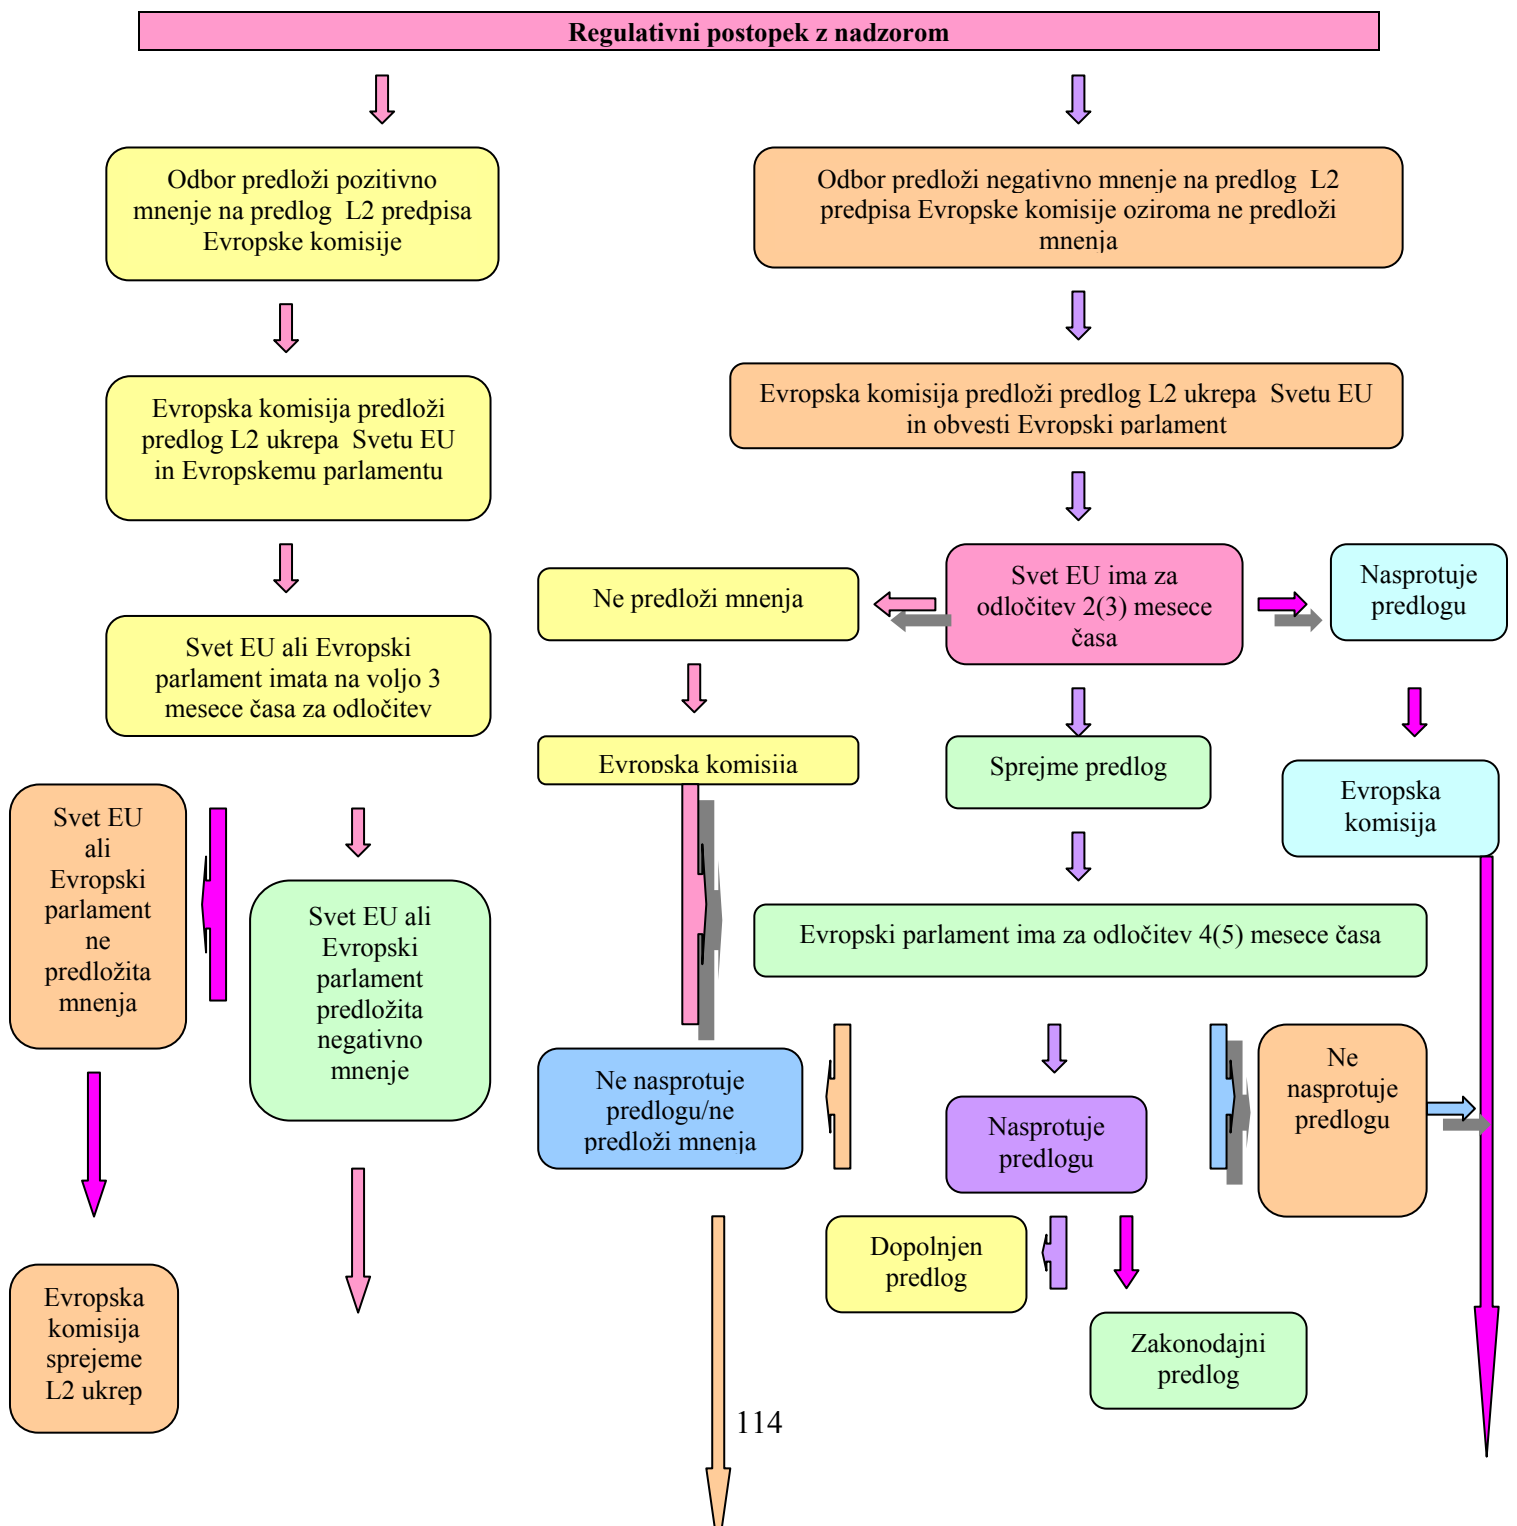 Regulativni postopek z nadzorom
Odbor predloži pozitivno
mnenje na predlog L2 predpisa
Evropske komisije
Odbor predloži negativno mnenje na predlog L2
predpisa Evropske komisije oziroma ne predloži
mnenja
Evropska komisija predloži
predlog L2 ukrepa Svetu EU
in Evropskemu parlamentu
Evropska komisija predloži predlog L2 ukrepa Svetu EU
in obvesti Evropski parlament
Svet EU ali Evropski
parlament imata na voljo 3
mesece časa za odločitev
Ne predloži mnenja
Svet EU ima za
odločitev 2(3) mesece
časa
Nasprotuje
predlogu
Evropska komisija
Sprejme predlog
Evropska
komisija
Svet EU
ali
Evropski
parlament
ne
predložita
mnenja
Svet EU ali
Evropski
parlament
predložita
negativno
mnenje
Evropski parlament ima za odločitev 4(5) mesece časa
Ne nasprotuje
predlogu/ne
predloži mnenja
Nasprotuje
predlogu
Ne
nasprotuje
predlogu
Dopolnjen
predlog
Zakonodajni
predlog
Evropska
komisija
sprejeme
L2 ukrep
114